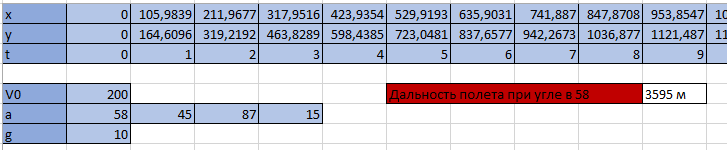 x 0 105,9839 211,9677 317,9516 423,9354 529,9193 635,9031 741,887 847,8708 953,8547 10
y 0 164,6096 319,2192 463,8289 598,4385 723,0481 837,6577 942,2673 1036,877 1121,487 11
t 0 1 2 3 4 5 6 7 8 9
V0 200 Дальность полета при угле в 58 3595 м
a 58 45 87 15
g 10